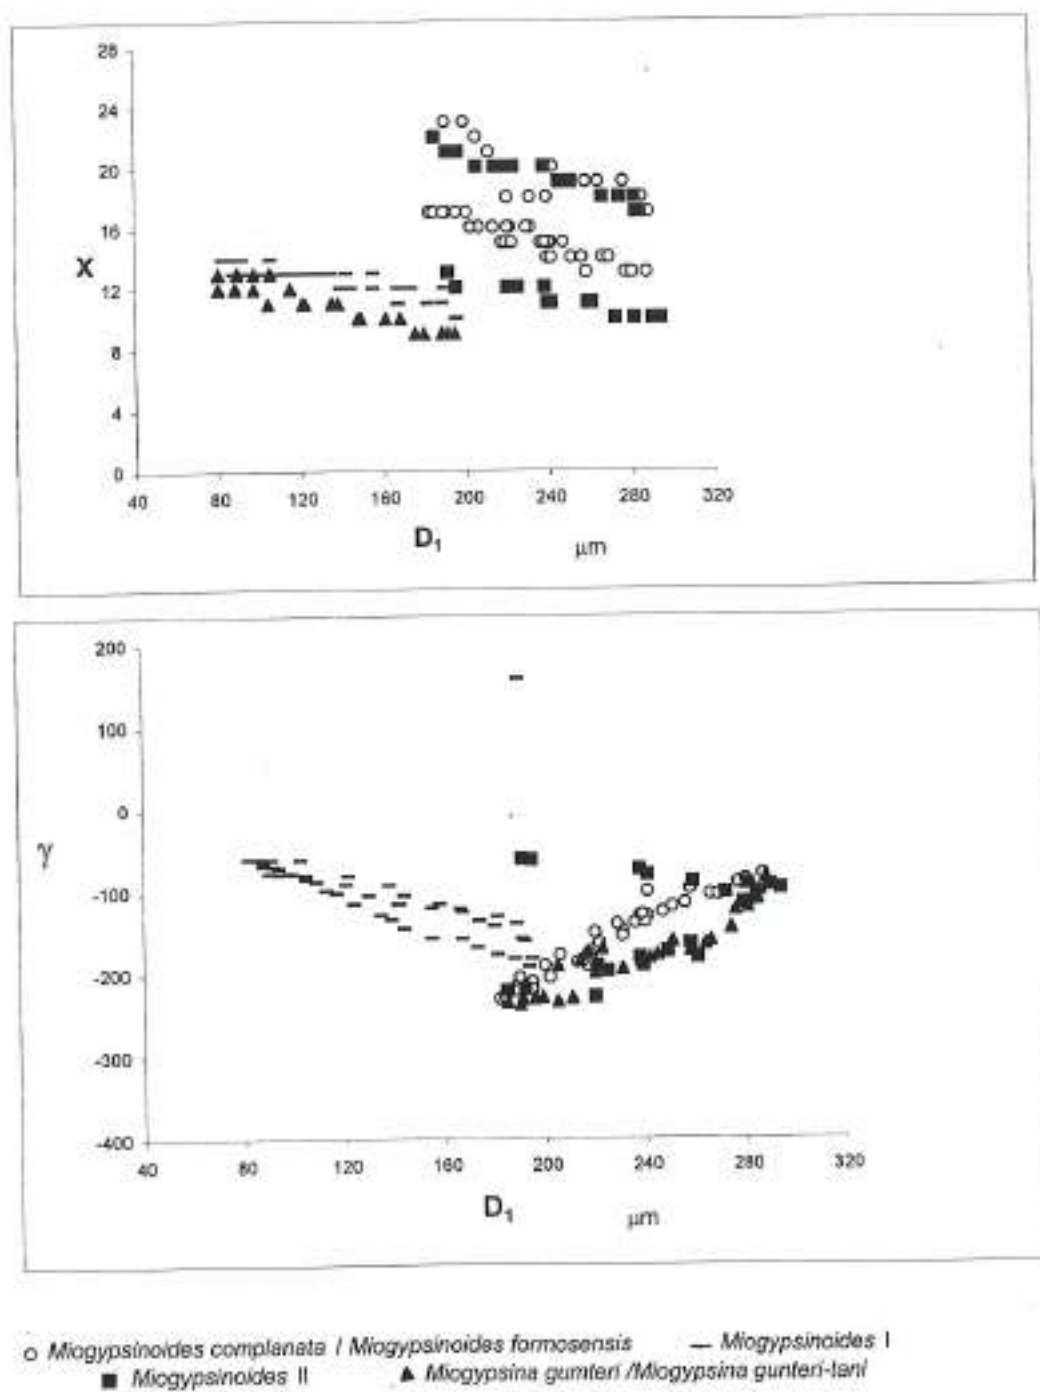 28
24
20
16
X
12
8
4
0
40 80 120 160 200 240 280 320
D₁ μm
200
100
0
γ
-100
-200
-300
-400
40 80 120 160 200 240 280 320
D₁ μm
○ Miogypsinoides complanata / Miogypsinoides formosensis — Miogypsinoides I
■ Miogypsinoides II ▲ Miogypsina gumteri /Miogypsina gunteri-tani